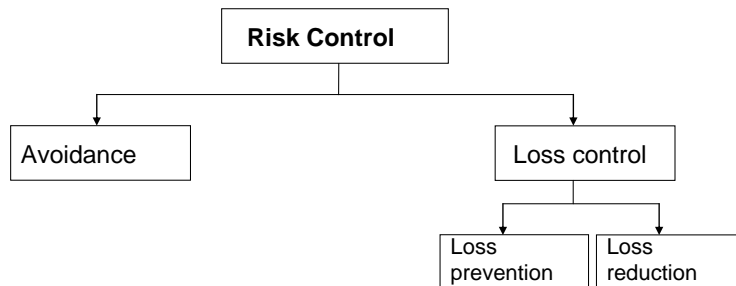 Risk Control
Avoidance
Loss control
Loss
prevention
Loss
reduction